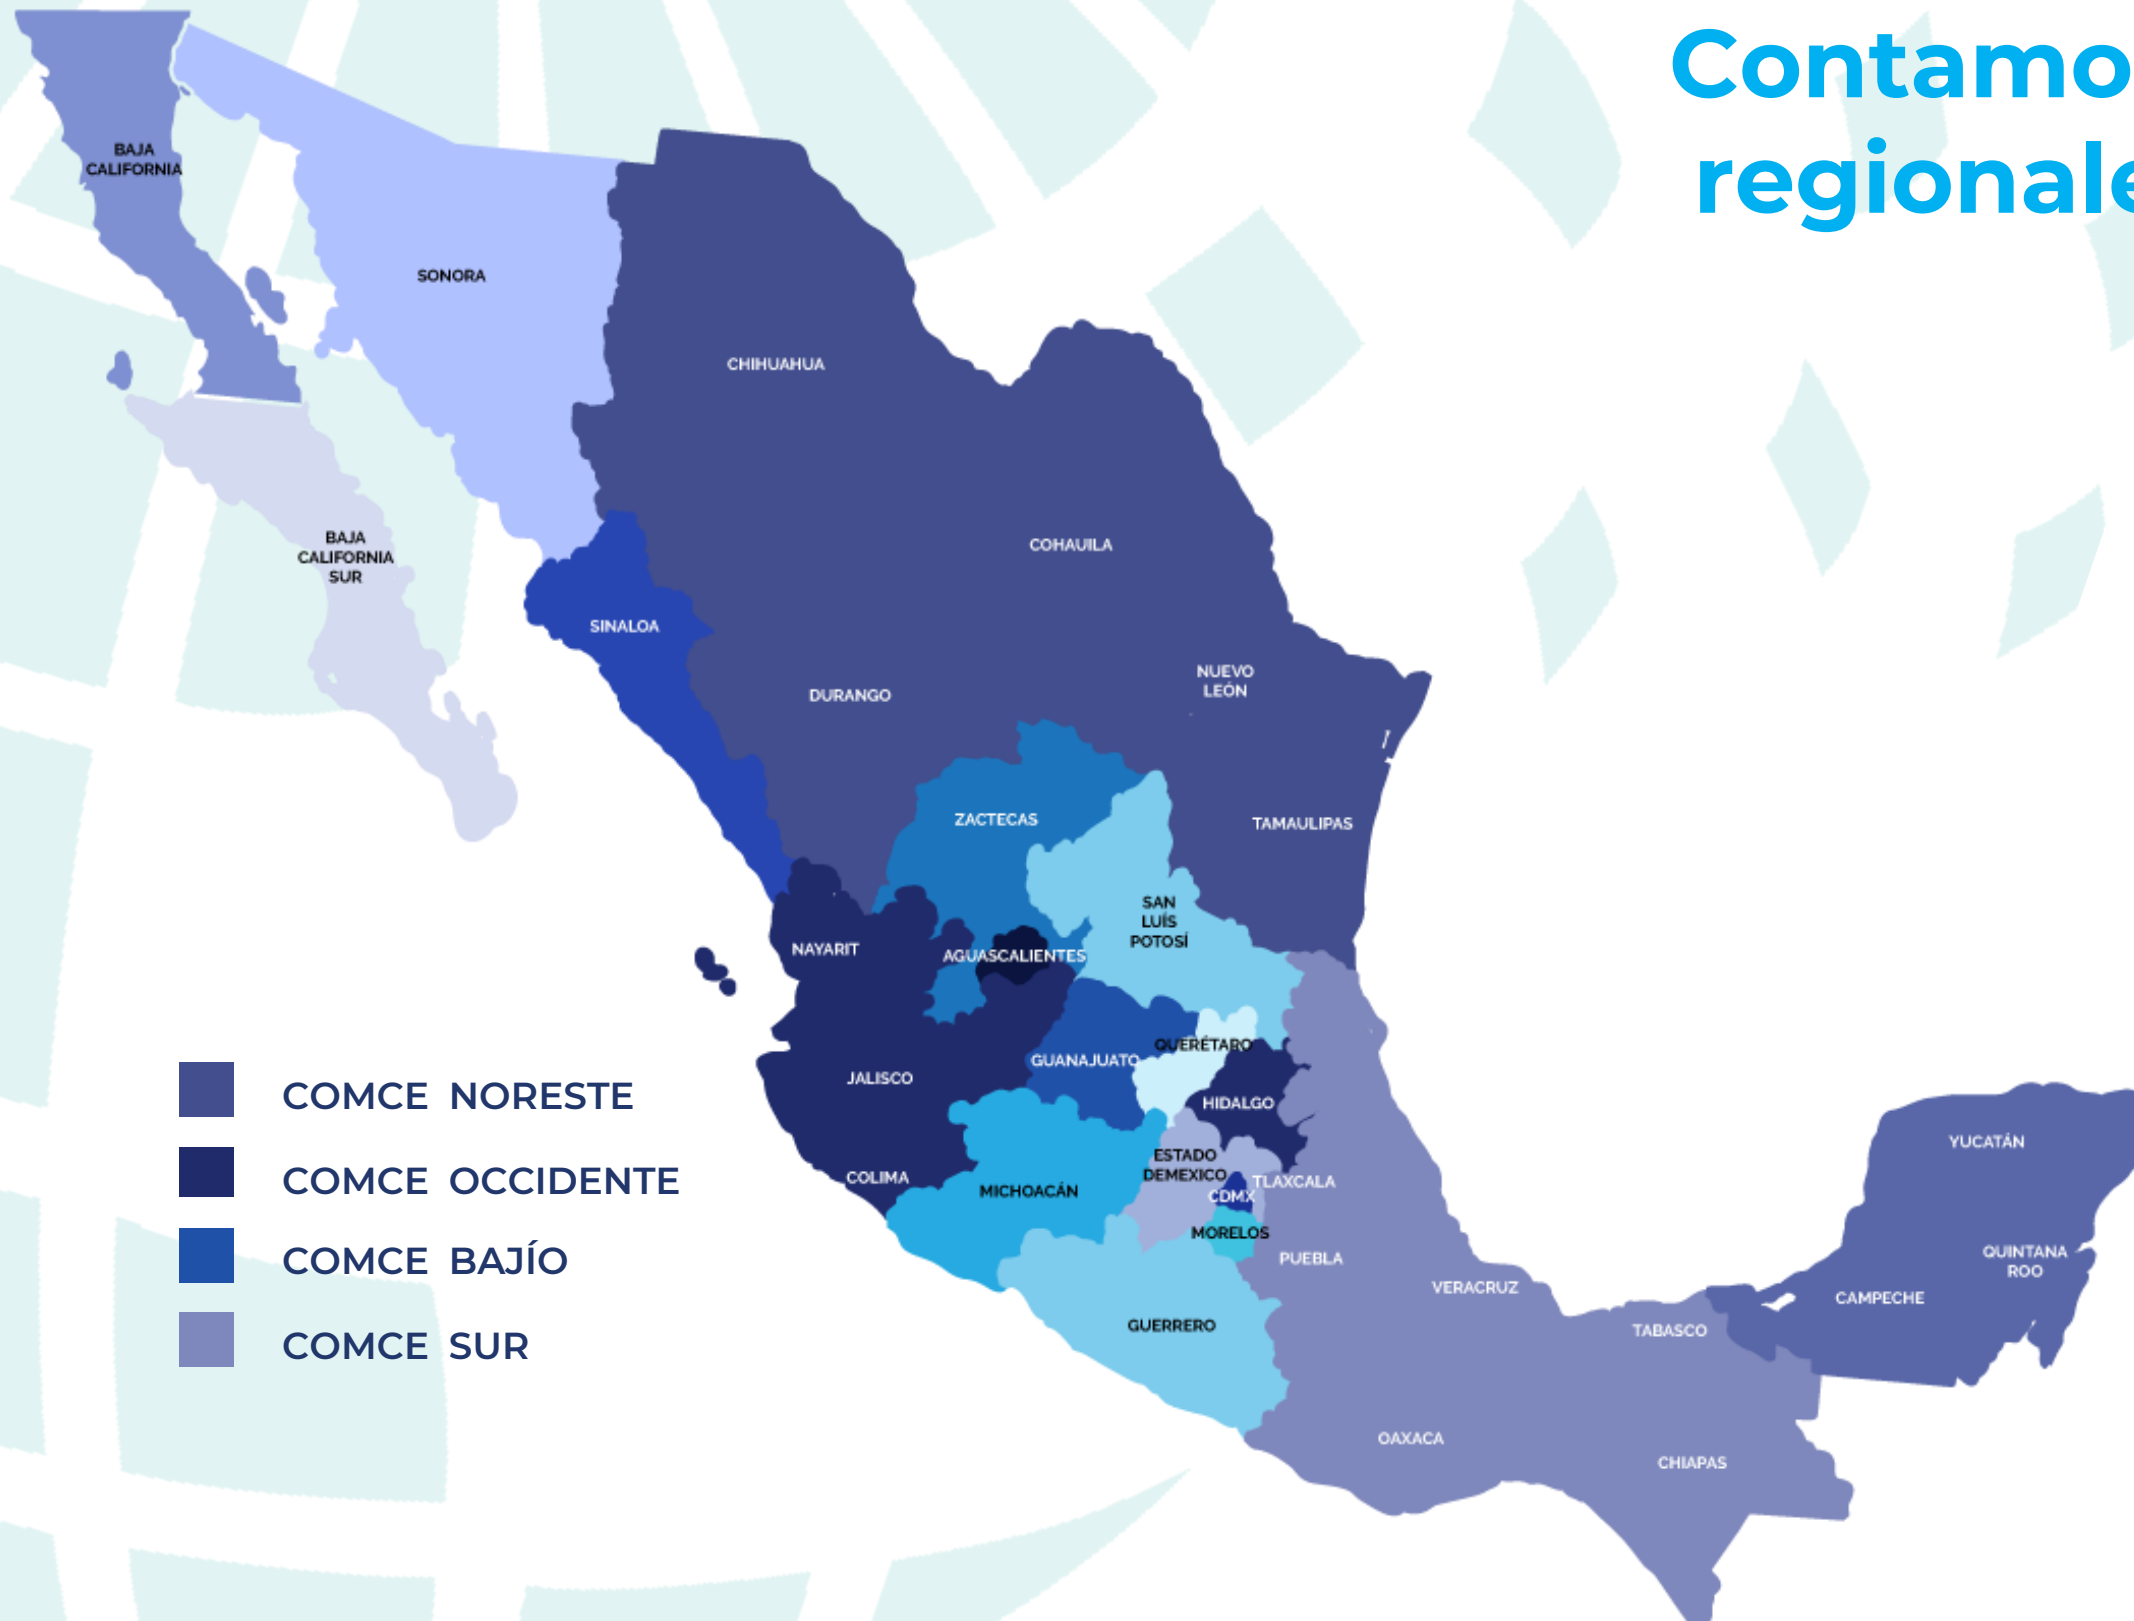 Contamo
regionale
BAJA
CALIFORNIA
SONORA
CHIHUAHUA
BAJA
CALIFORNIA
SUR
COHAUILA
SINALOA
DURANGO
NUEVO
LEÓN
ZACTECAS
TAMAULIPAS
SAN
LUÍS
POTOSÍ
NAYARIT
AGUASCALIENTES
QUERÉTARO
GUANAJUATO
JALISCO
HIDALGO
ESTADO
DEMEXICO
COLIMA
MICHOACÁN
CDMX
TLAXCALA
MORELOS
PUEBLA
VERACRUZ
GUERRERO
YUCATÁN
QUINTANA
ROO
CAMPECHE
TABASCO
OAXACA
CHIAPAS
COMCE NORESTE
COMCE OCCIDENTE
COMCE BAJÍO
COMCE SUR